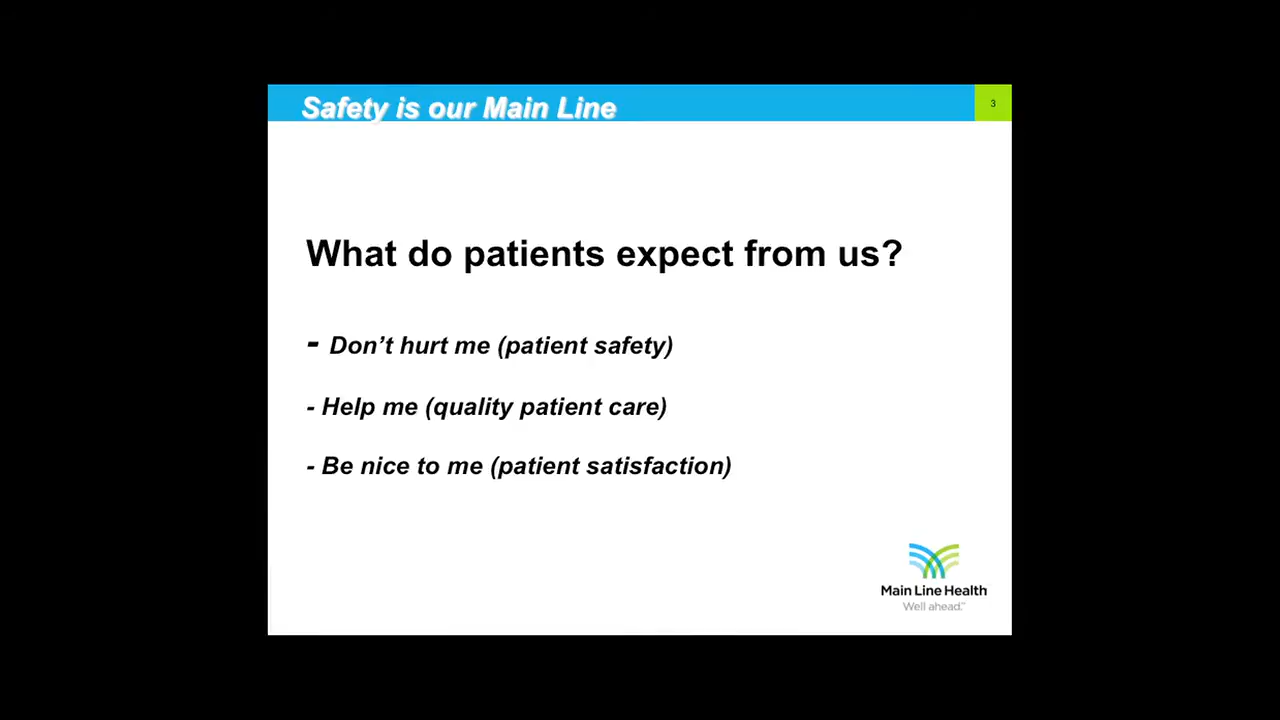 Safety is our Main Line
3
What do patients expect from us?
- Don’t hurt me (patient safety)
- Help me (quality patient care)
- Be nice to me (patient satisfaction)
Main Line Health
Well ahead.™